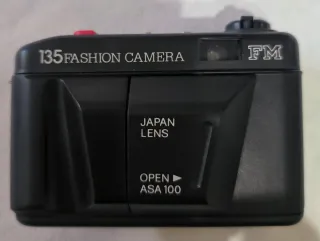 135 FASHION CAMERA
FM
JAPAN
LENS
OPEN ►
ASA 100